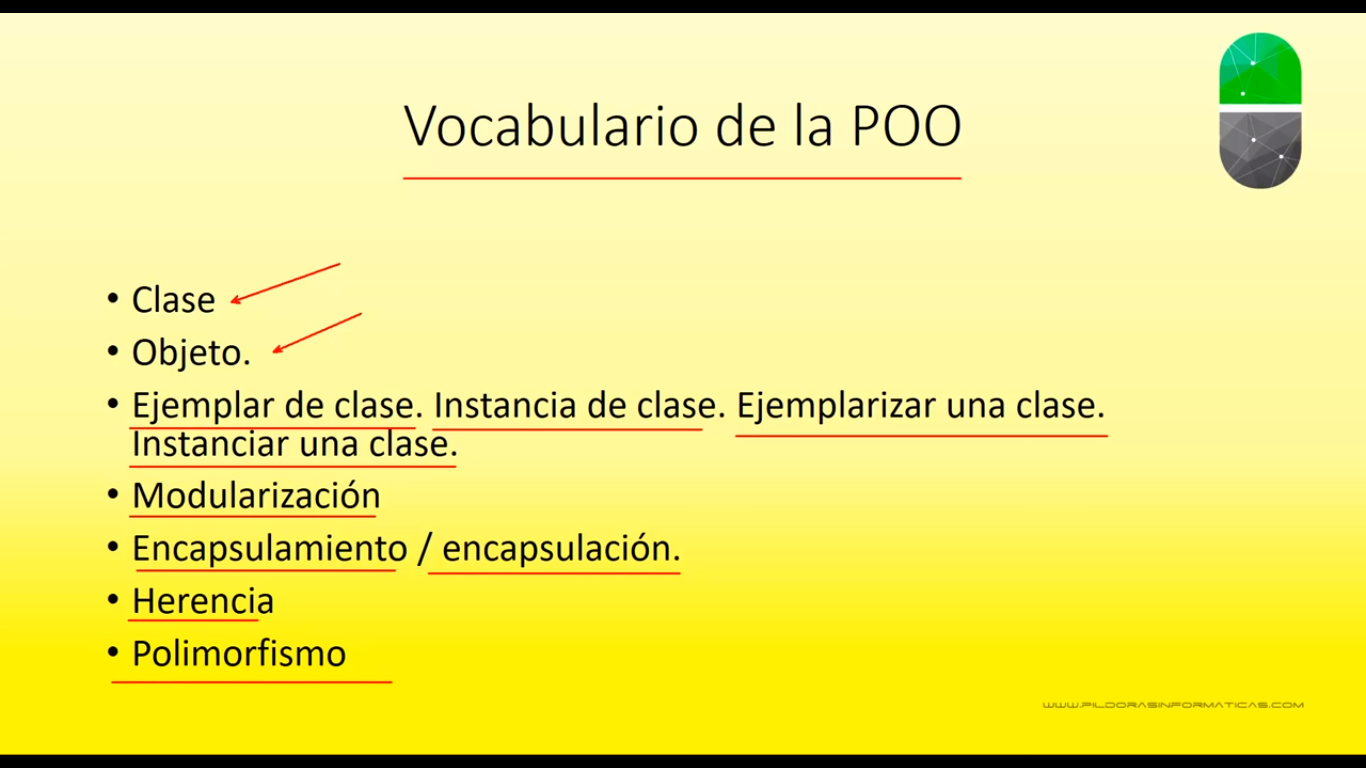 Vocabulario de la POO
• Clase
• Objeto.
• Ejemplar de clase. Instancia de clase. Ejemplarizar una clase.
Instanciar una clase.
• Modularización
• Encapsulamiento / encapsulación.
• Herencia
• Polimorfismo
WWW.PILDORASINFORMATICAS.COM